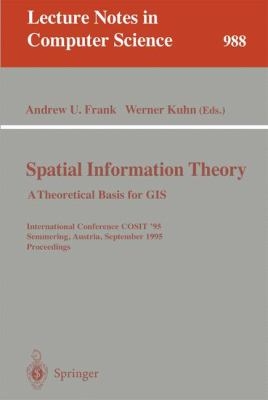 Lecture Notes in
Computer Science 988
Andrew U. Frank Werner Kuhn (Eds.)
Spatial Information Theory
A Theoretical Basis for GIS
International Conference COSIT '95
Semmering, Austria, September 1995
Proceedings
Springer